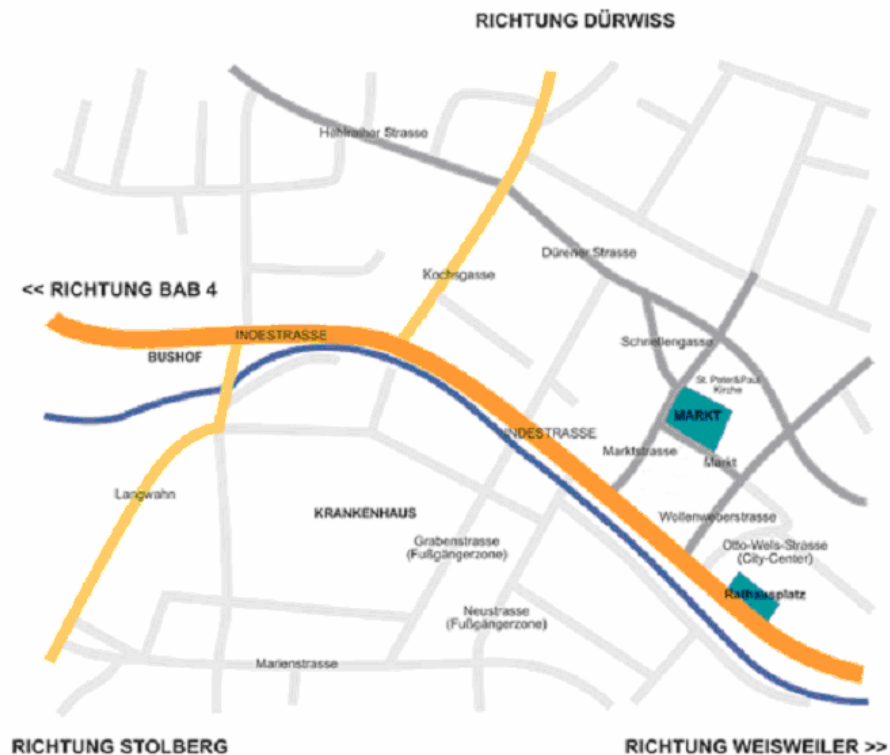 RICHTUNG DÜRWISS
Hehlrather Strasse
Dürener Strasse
Kochsgasse
<< RICHTUNG BAB 4
INDESTRASSE
BUSHOF
Schnellengasse
St. Peter&Paul
Kirche
MARKT
INDESTRASSE
Marktstrasse
Markt
Langwahn
KRANKENHAUS
Wollenweberstrasse
Grabenstrasse
(Fußgängerzone)
Otto-Wels-Strasse
(City-Center)
Rathausplatz
Neustrasse
(Fußgängerzone)
Marienstrasse
RICHTUNG STOLBERG
RICHTUNG WEISWEILER >>